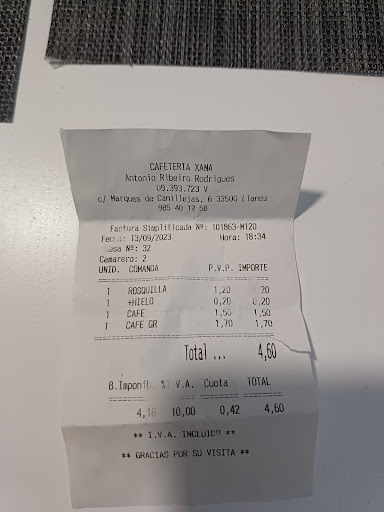 CAFETERIA XANA
Antonio Ribeiro Rodrigues
09.393.723 V
c/ Marques de Canillejas, 6 33500 Llanes
985 40 12 58
Factura Simplificada Nº: 101863-M120
Fecha: 13/09/2023 Hora: 18:34
Mesa Nº: 32
Camarero: 2
UNID. COMANDA P.V.P. IMPORTE
1 ROSQUILLA 1,20 1,20
1 +HIELO 0,20 0,20
1 CAFE 1,50 1,50
1 CAFE GR 1,70 1,70
Total ... 4,60
B.Imponib. %I.V.A. Cuota TOTAL
4,18 10,00 0,42 4,60
** I.V.A. INCLUIDO **
** GRACIAS POR SU VISITA **